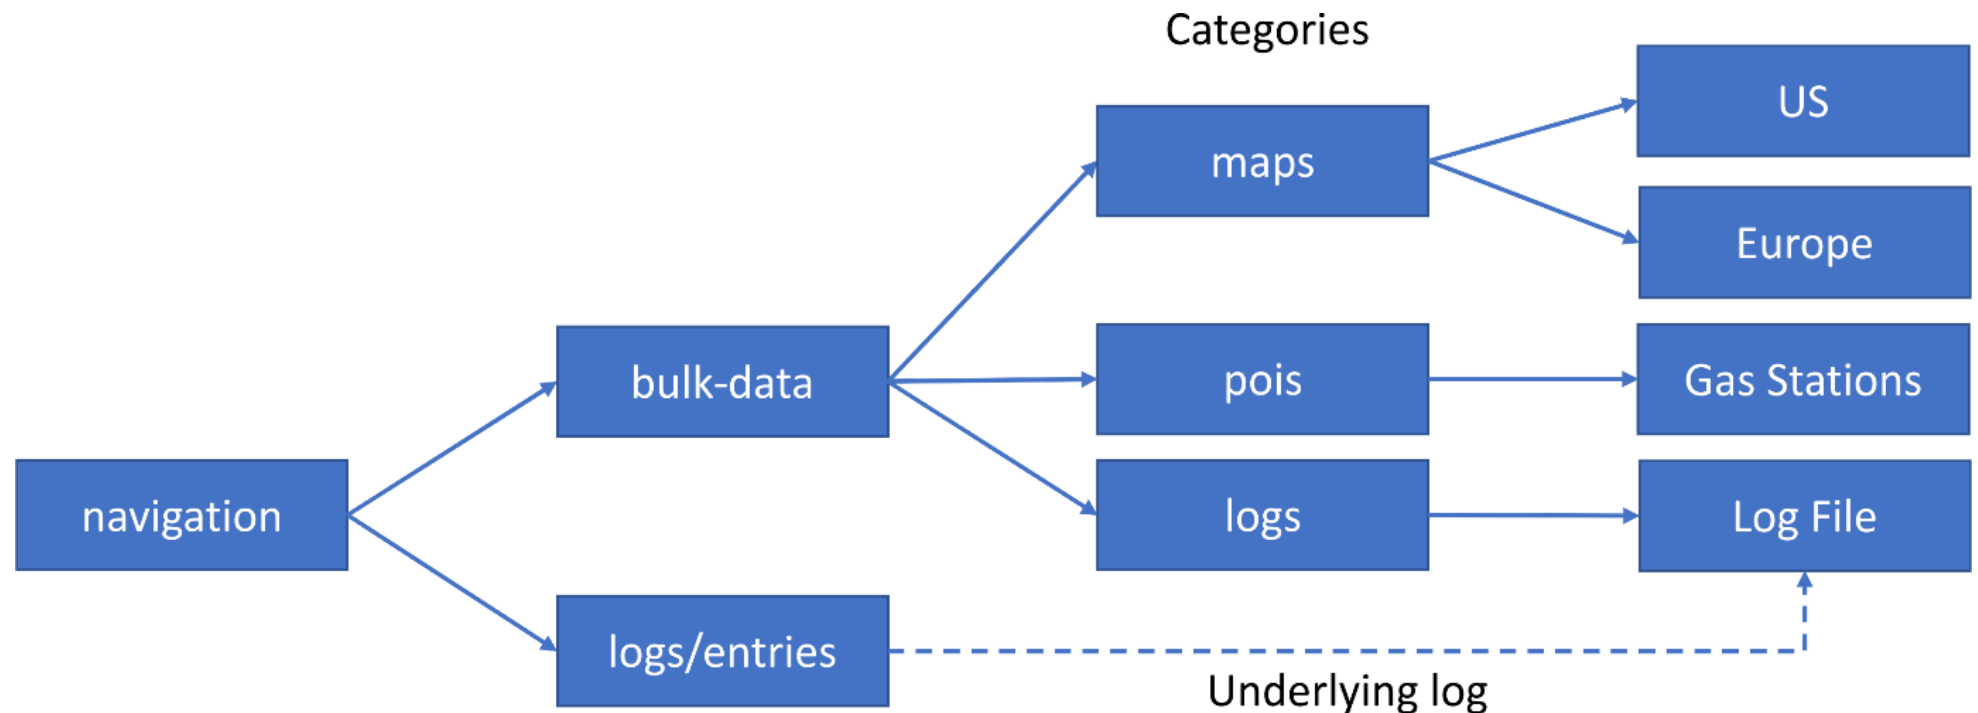 Categories
US
maps
Europe
bulk-data
pois
Gas Stations
navigation
logs
Log File
logs/entries
Underlying log